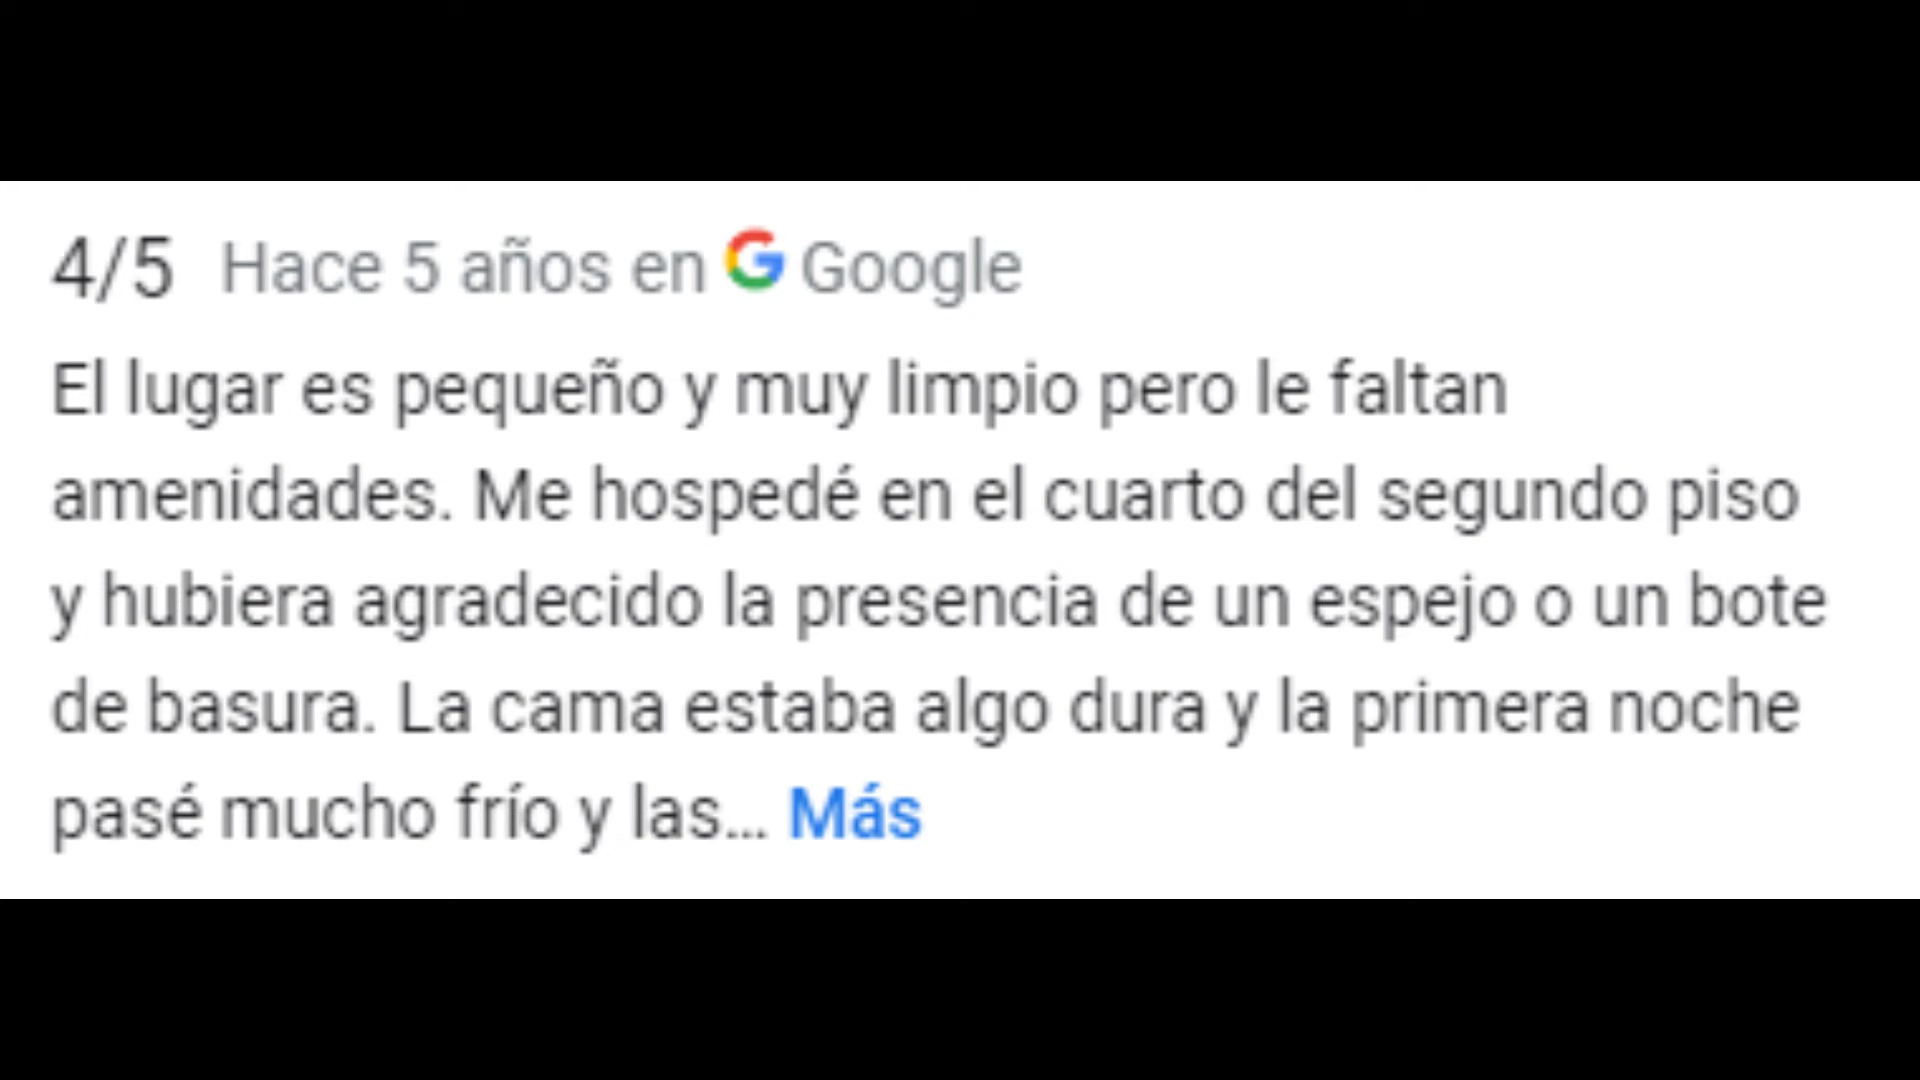 4/5 Hace 5 años en Google
El lugar es pequeño y muy limpio pero le faltan
amenidades. Me hospedé en el cuarto del segundo piso
y hubiera agradecido la presencia de un espejo o un bote
de basura. La cama estaba algo dura y la primera noche
pasé mucho frío y las... Más